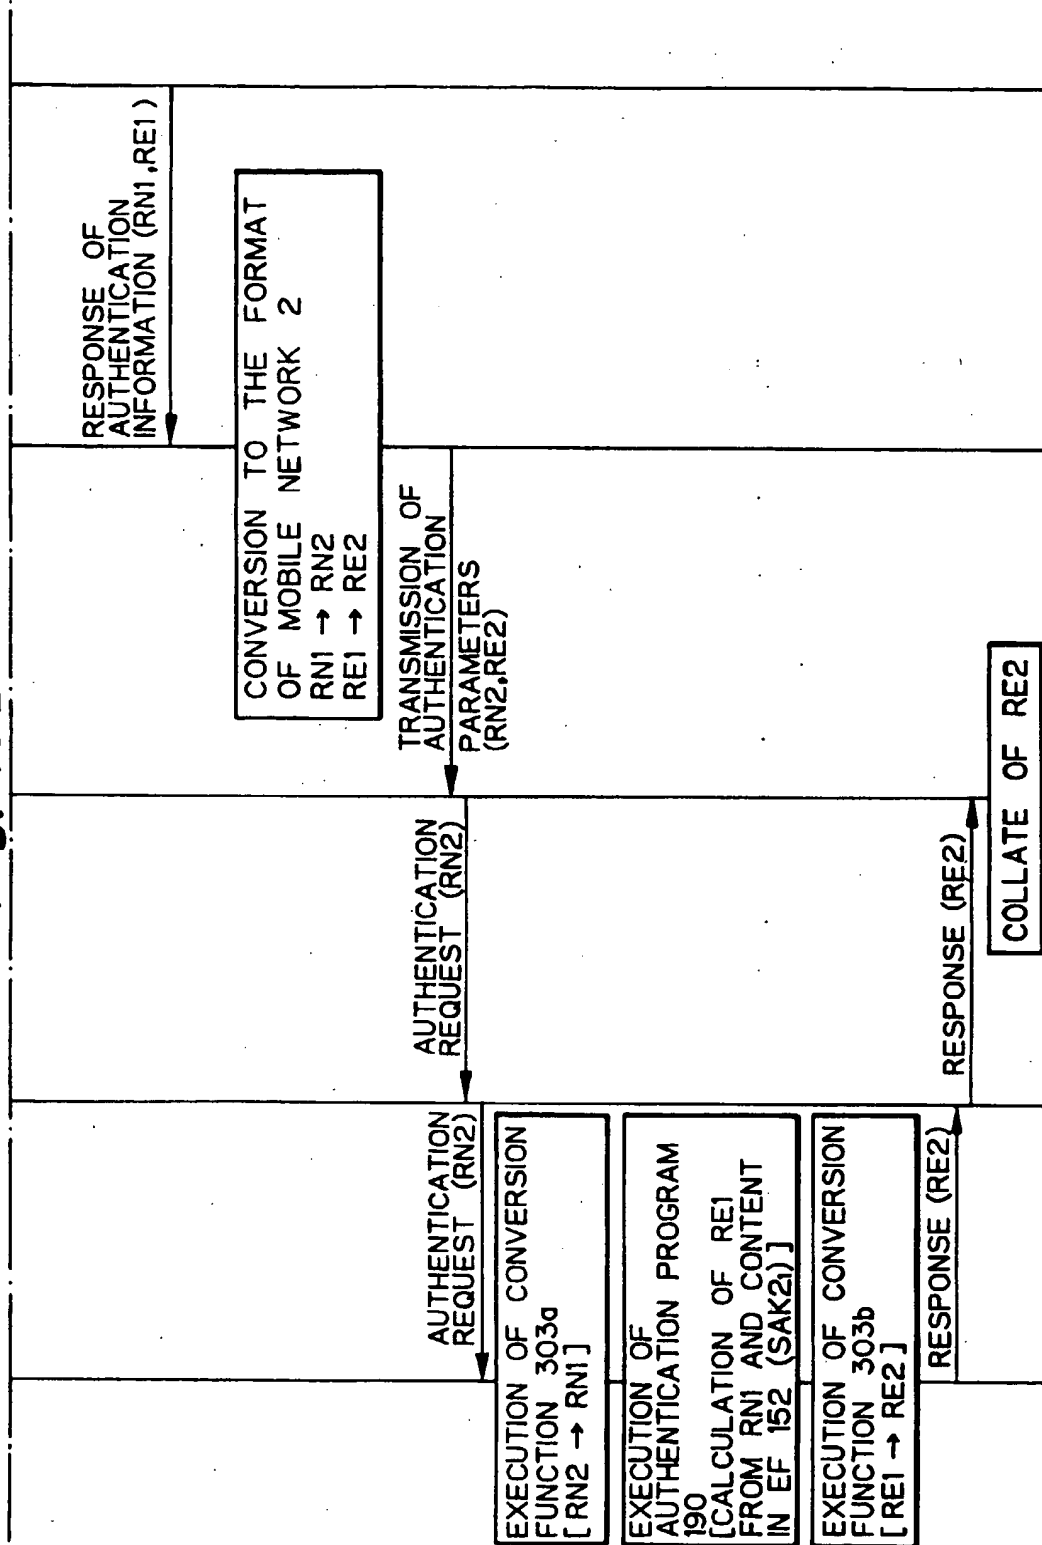 RESPONSE OF
AUTHENTICATION
INFORMATION (RN1,RE1)
CONVERSION TO THE FORMAT
OF MOBILE NETWORK 2
RN1 → RN2
RE1 → RE2
TRANSMISSION OF
AUTHENTICATION
PARAMETERS
(RN2,RE2)
AUTHENTICATION
REQUEST (RN2)
AUTHENTICATION
REQUEST (RN2)
EXECUTION OF CONVERSION
FUNCTION 303a
[RN2 → RN1]
EXECUTION OF
AUTHENTICATION PROGRAM
190
[CALCULATION OF RE1
FROM RN1 AND CONTENT
IN EF 152 (SAK2₁)]
EXECUTION OF CONVERSION
FUNCTION 303b
[RE1 → RE2]
RESPONSE (RE2)
RESPONSE (RE2)
COLLATE OF RE2